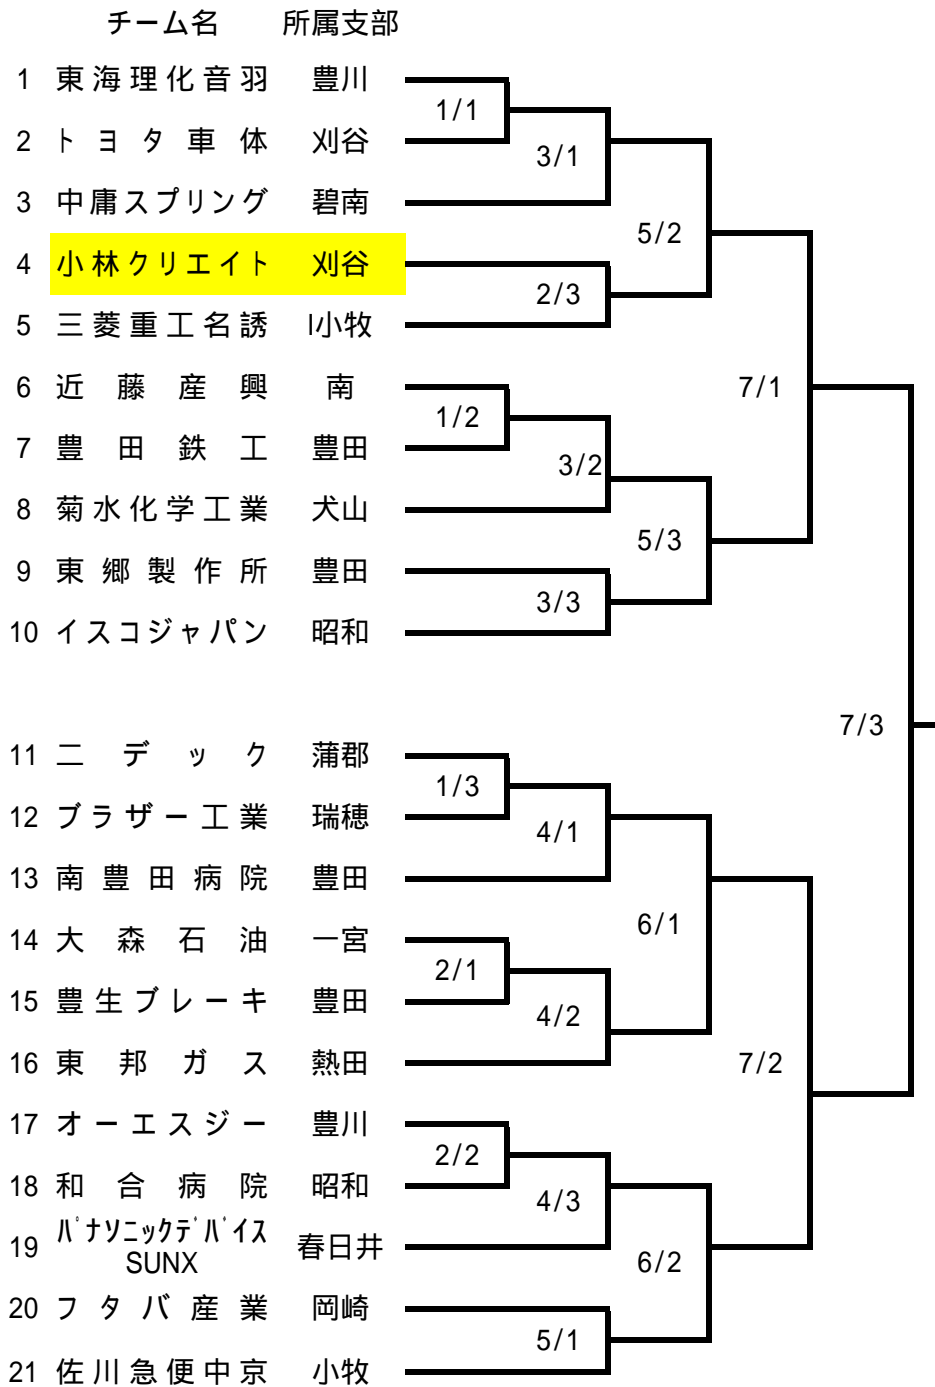 チーム名 所属支部
1 東海理化音羽 豊川
1/1
2 トヨタ車体 刈谷
3/1
3 中庸スプリング 碧南
5/2
4 小林クリエイト 刈谷
2/3
5 三菱重工名誘 I小牧
6 近藤産興 南
7/1
1/2
7 豊田鉄工 豊田
3/2
8 菊水化学工業 犬山
5/3
9 東郷製作所 豊田
3/3
10 イスコジャパン 昭和
7/3
11 ニデック 蒲郡
1/3
12 ブラザー工業 瑞穂
4/1
13 南豊田病院 豊田
6/1
14 大森石油 一宮
2/1
15 豊生ブレーキ 豊田
4/2
16 東邦ガス 熱田
7/2
17 オーエスジー 豊川
2/2
18 和合病院 昭和
4/3
19 ﾊﾟﾅｿﾆｯｸﾃﾞﾊﾞｲｽ
SUNX 春日井
6/2
20 フタバ産業 岡崎
5/1
21 佐川急便中京 小牧